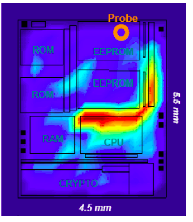 Probe
ROM EEPROM
ROM EEPROM
5.5 mm
RAM CPU
CRYPTO
4.5 mm